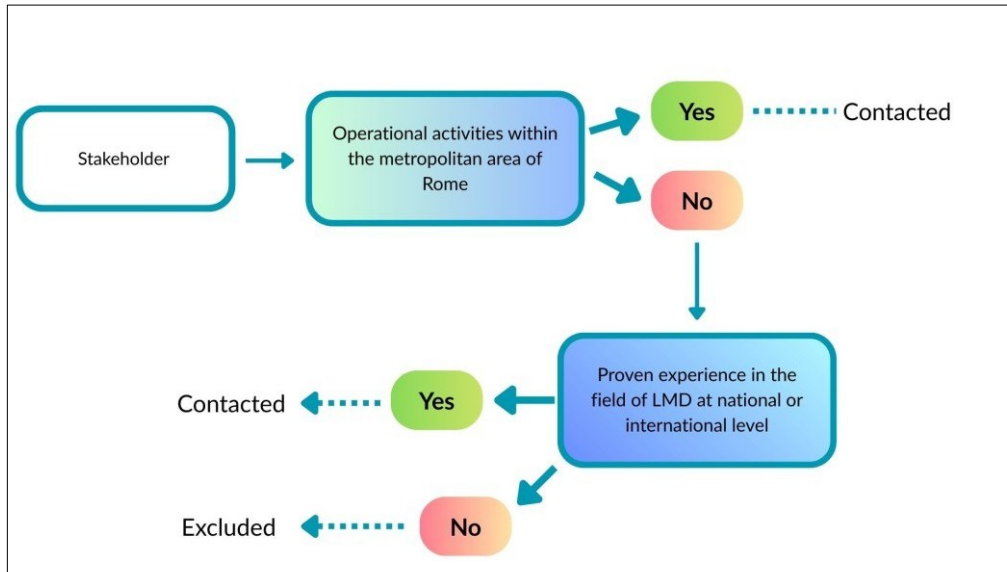 Stakeholder
Operational activities within
the metropolitan area of
Rome
Yes
Contacted
No
Proven experience in the
field of LMD at national or
international level
Yes
Contacted
No
Excluded